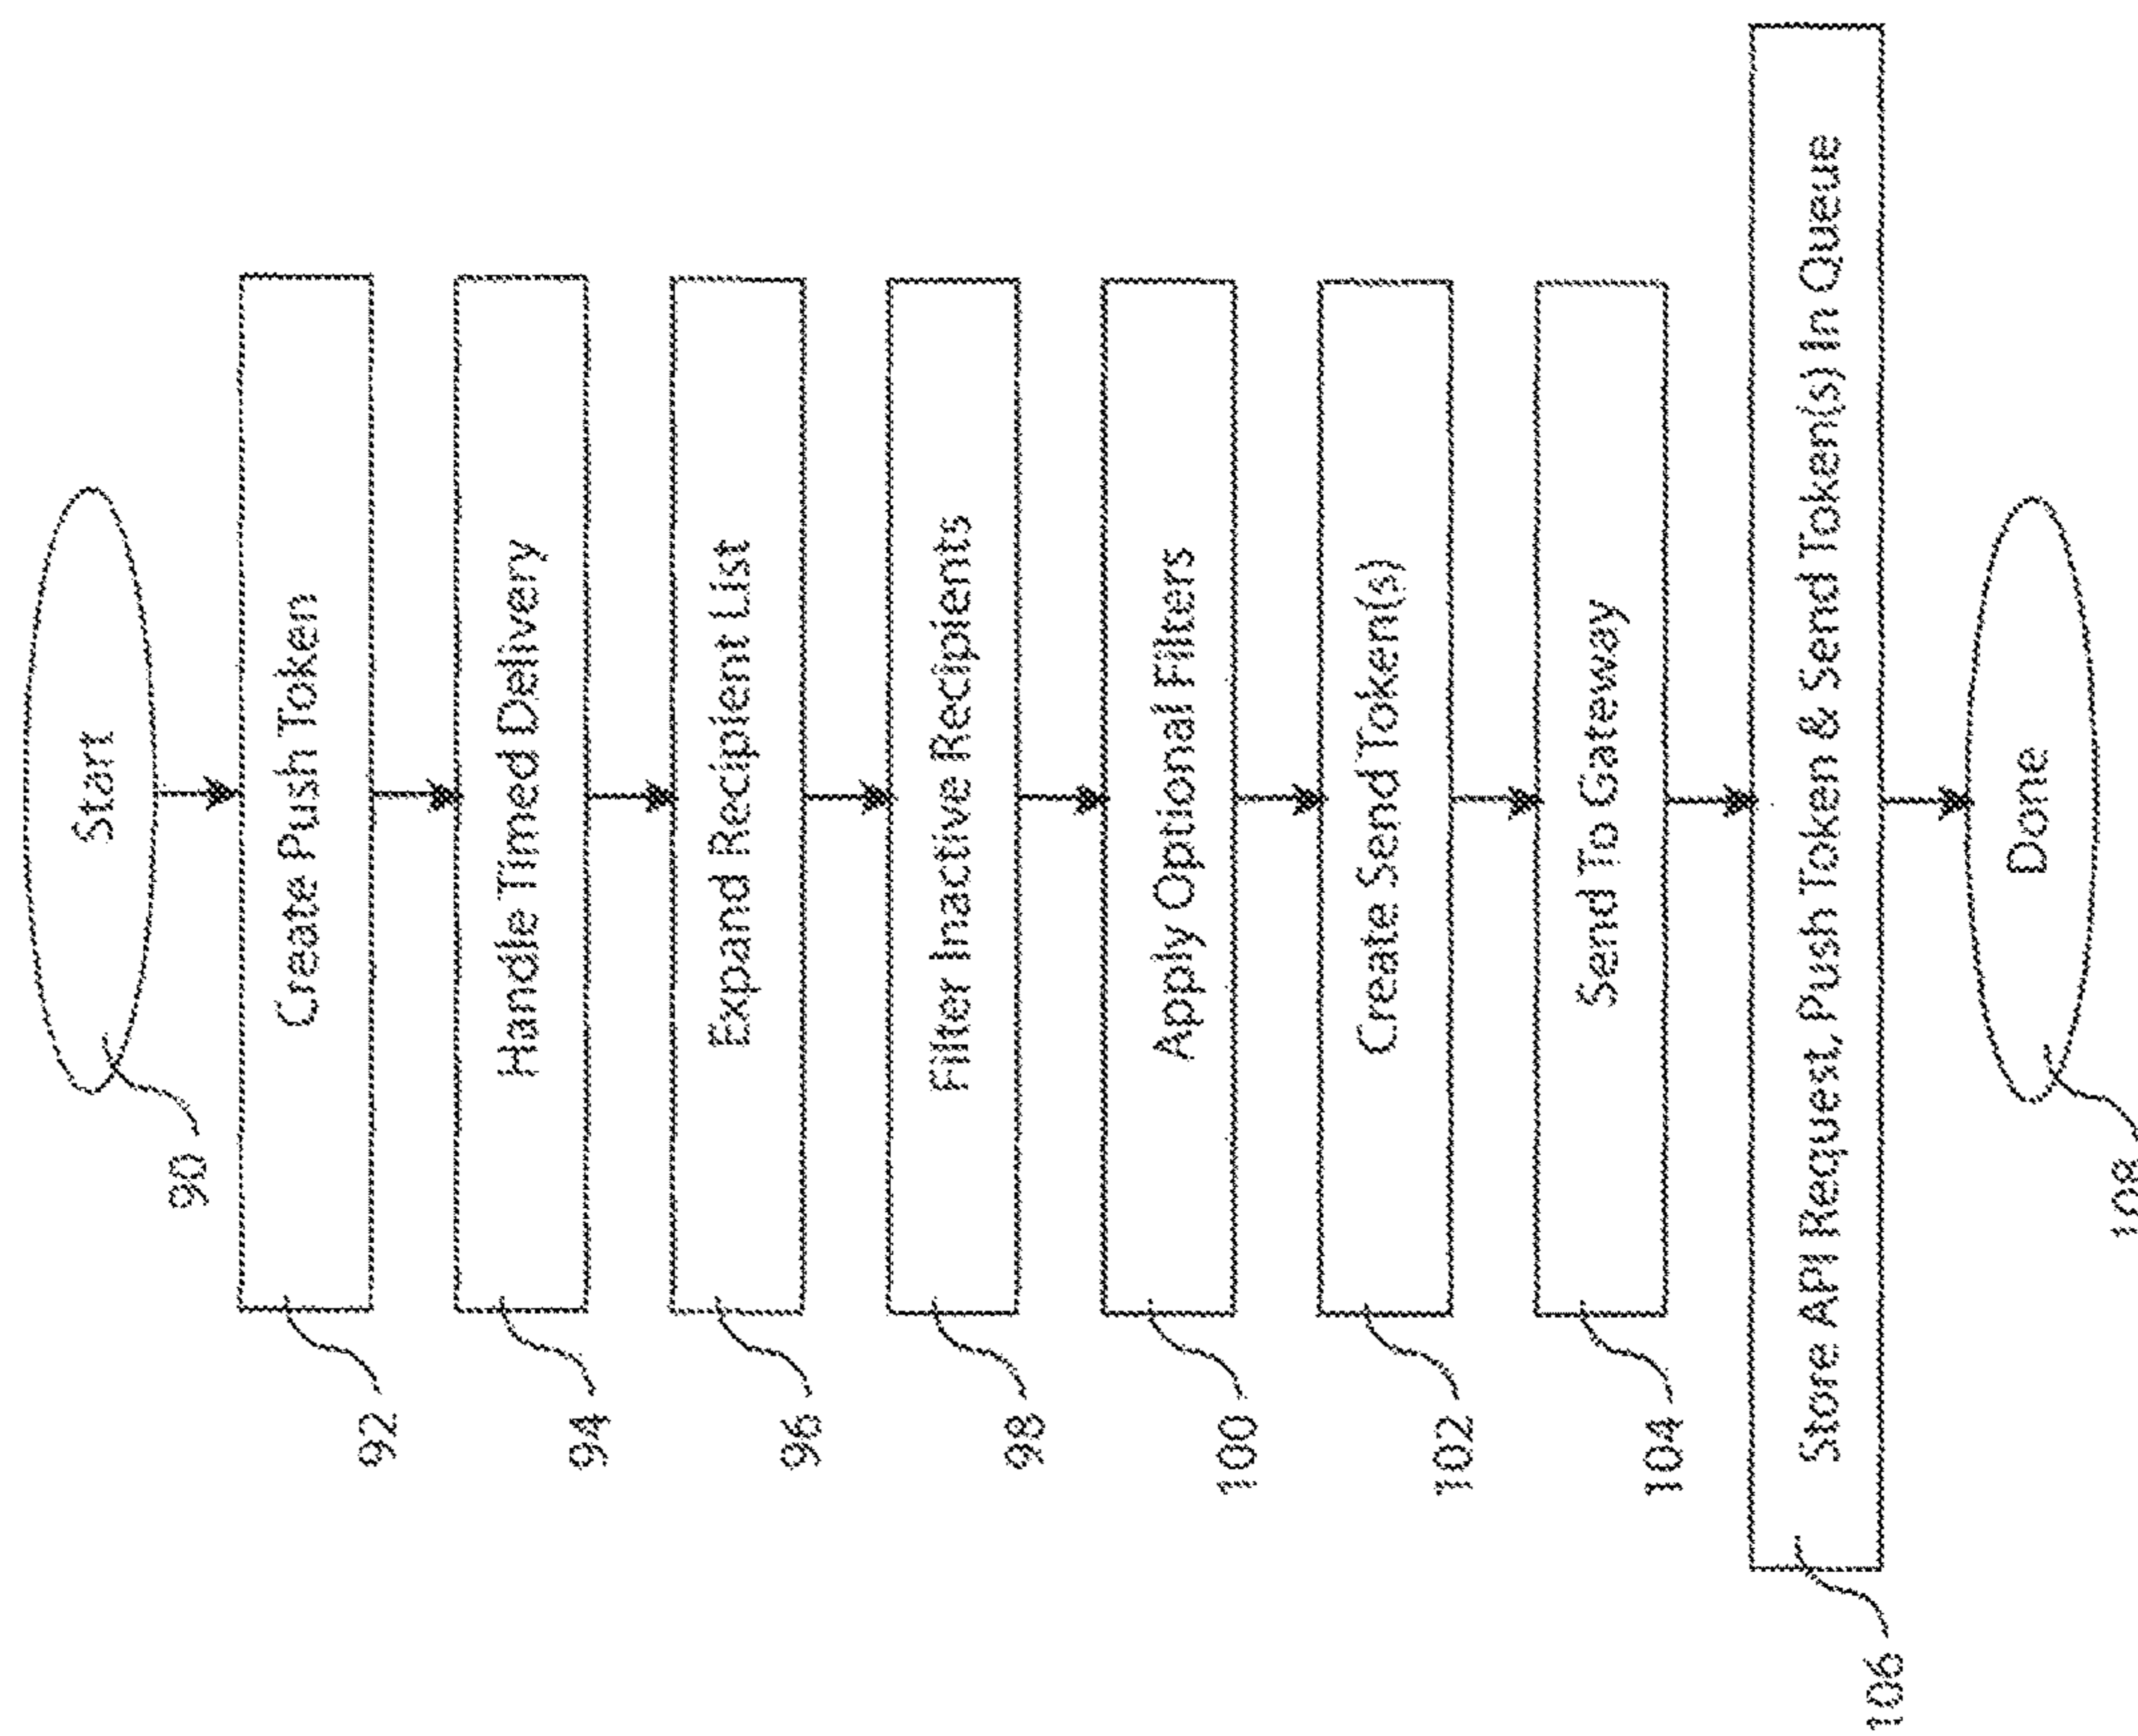 Start
90
Create Push Token
92
Handle Timed Delivery
94
Expand Recipient List
96
Filter Inactive Recipients
98
Apply Optional Filters
100
Create Send Token(s)
102
Send To Gateway
104
Store API Request, Push Token & Send Token(s) In Queue
106
Done
108